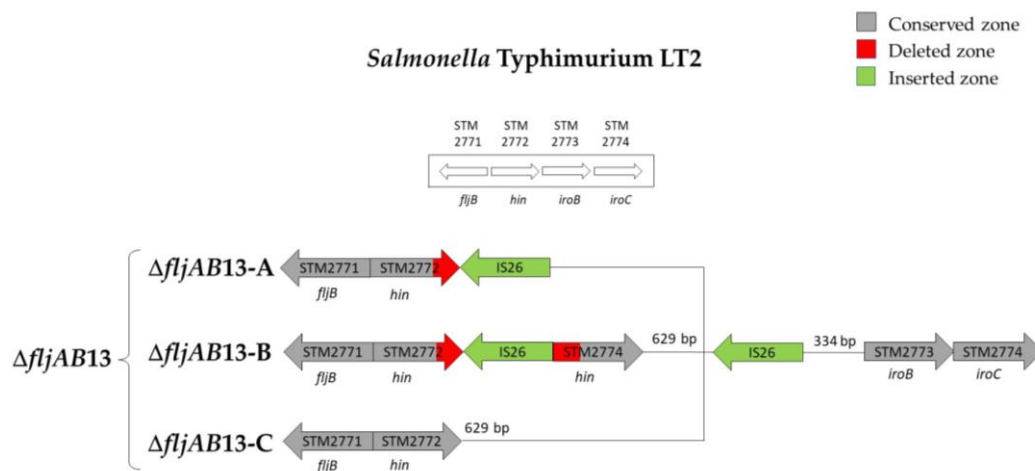 Conserved zone
Deleted zone
Inserted zone
Salmonella Typhimurium LT2
STM 2771 STM 2772 STM 2773 STM 2774
fljB hin iroB iroC
ΔfljAB13-A STM2771 STM2772 IS26
fljB hin
ΔfljAB13 ΔfljAB13-B STM2771 STM2772 IS26 STM2774 629 bp IS26 334 bp STM2773 STM2774
fljB hin hin iroB iroC
ΔfljAB13-C STM2771 STM2772 629 bp
fljB hin